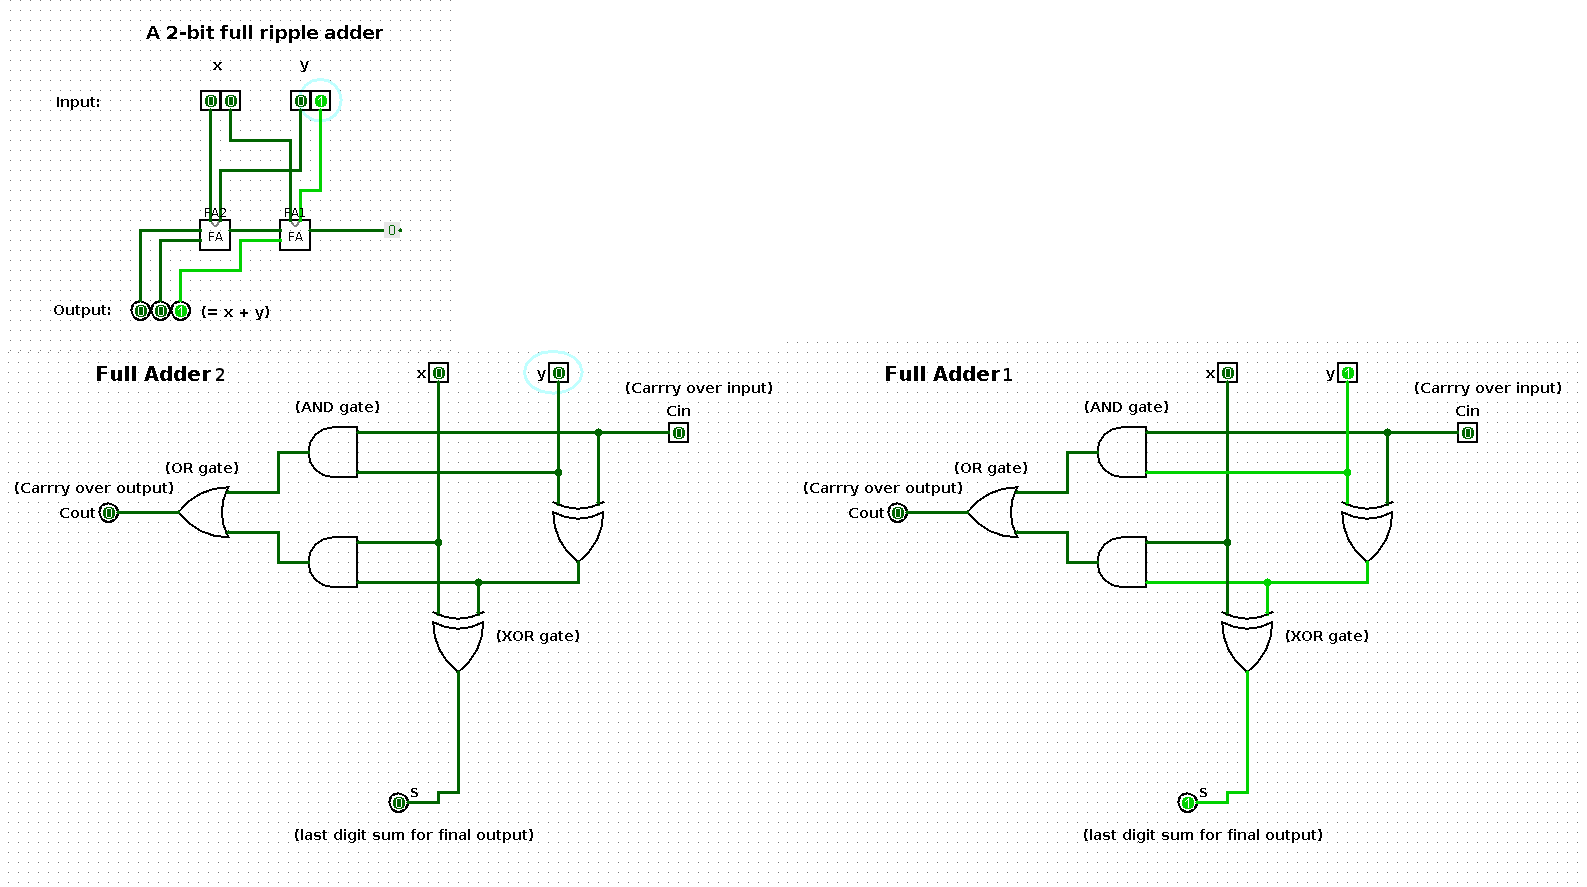 A 2-bit full ripple adder
x y
Input: 0 0 0 1
FA2 FA1
FA FA 0
Output: 0 0 1 (= x + y)
Full Adder 2
x 0 y 0
(Carrry over input)
Cin
0
(AND gate)
(OR gate)
(Carrry over output)
Cout 0
(XOR gate)
S
0
(last digit sum for final output)
Full Adder 1
x 0 y 1
(Carrry over input)
Cin
0
(AND gate)
(OR gate)
(Carrry over output)
Cout 0
(XOR gate)
S
1
(last digit sum for final output)